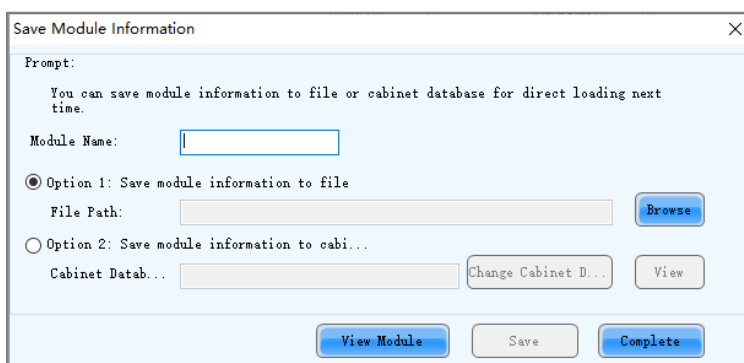 Save Module Information
Prompt:
You can save module information to file or cabinet database for direct loading next
time.
Module Name:
Option 1: Save module information to file
File Path:
Browse
Option 2: Save module information to cabi...
Cabinet Datab...
Change Cabinet D...
View
View Module
Save
Complete